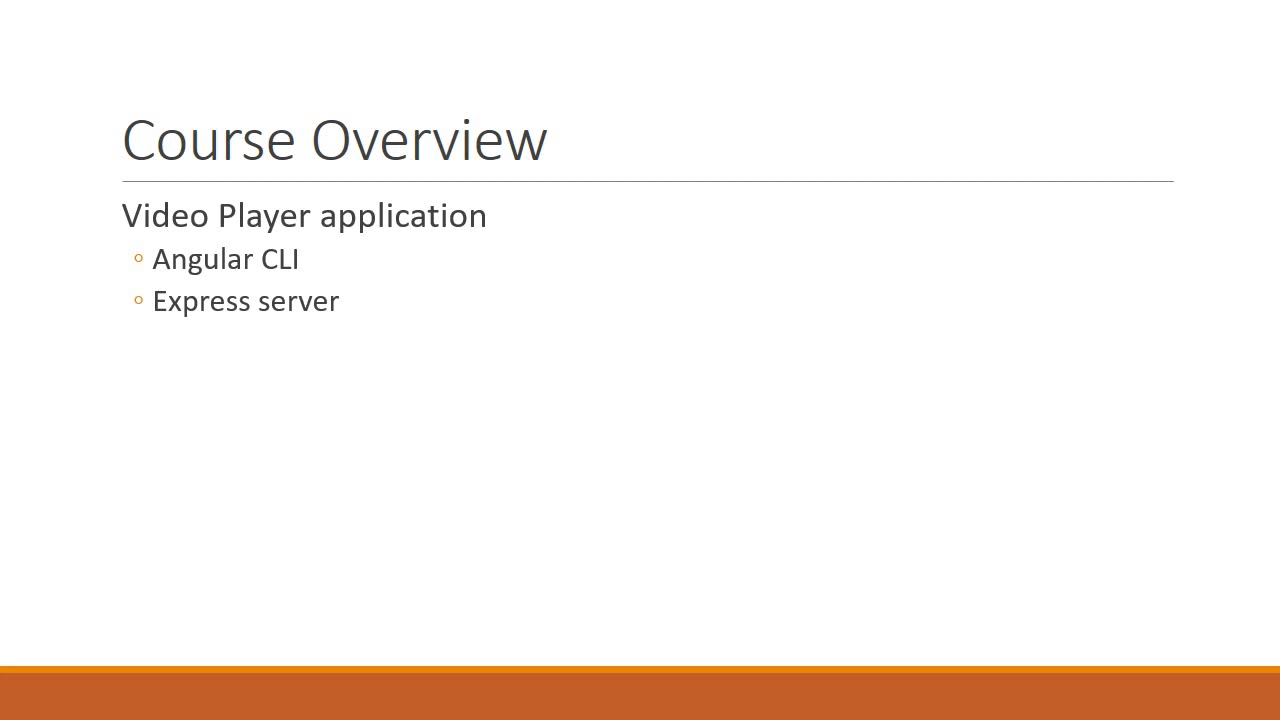 Course Overview
Video Player application
◦ Angular CLI
◦ Express server